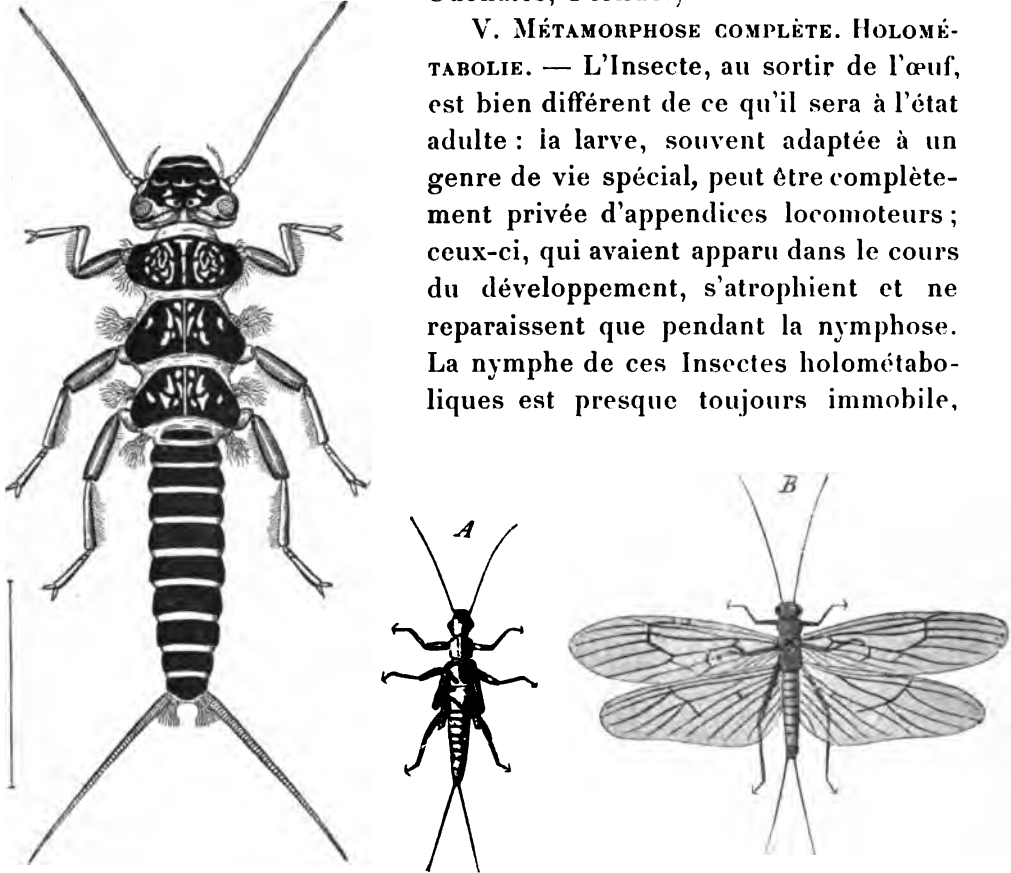 V. MÉTAMORPHOSE COMPLÈTE. HOLOMÉ-
TABOLIE. — L'Insecte, au sortir de l'œuf,
est bien différent de ce qu'il sera à l'état
adulte : la larve, souvent adaptée à un
genre de vie spécial, peut être complète-
ment privée d'appendices locomoteurs ;
ceux-ci, qui avaient apparu dans le cours
du développement, s'atrophient et ne
reparaissent que pendant la nymphose.
La nymphe de ces Insectes holométabo-
liques est presque toujours immobile,
A
B